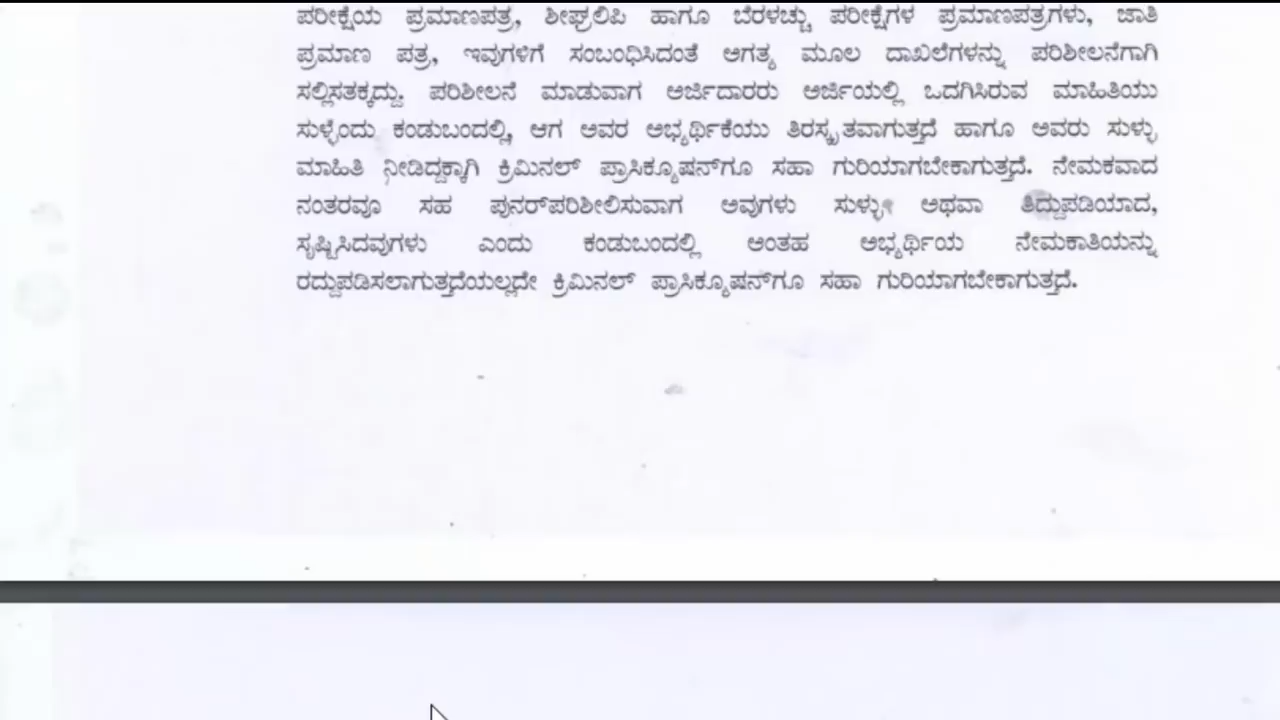 ಪರೀಕ್ಷೆಯ ಪ್ರಮಾಣಪತ್ರ, ಶೀಘ್ರಲಿಪಿ ಹಾಗೂ ಬೆರಳಚ್ಚು ಪರೀಕ್ಷೆಗಳ ಪ್ರಮಾಣಪತ್ರಗಳು, ಜಾತಿ
ಪ್ರಮಾಣ ಪತ್ರ, ಇವುಗಳಿಗೆ ಸಂಬಂಧಿಸಿದಂತೆ ಅಗತ್ಯ ಮೂಲ ದಾಖಲೆಗಳನ್ನು ಪರಿಶೀಲನೆಗಾಗಿ
ಸಲ್ಲಿಸತಕ್ಕದ್ದು. ಪರಿಶೀಲನೆ ಮಾಡುವಾಗ ಅರ್ಜಿದಾರರು ಅರ್ಜಿಯಲ್ಲಿ ಒದಗಿಸಿರುವ ಮಾಹಿತಿಯು
ಸುಳ್ಳೆಂದು ಕಂಡುಬಂದಲ್ಲಿ, ಆಗ ಅವರ ಅಭ್ಯರ್ಥಿಕೆಯು ತಿರಸ್ಕೃತವಾಗುತ್ತದೆ ಹಾಗೂ ಅವರು ಸುಳ್ಳು
ಮಾಹಿತಿ ನೀಡಿದ್ದಕ್ಕಾಗಿ ಕ್ರಿಮಿನಲ್ ಪ್ರಾಸಿಕ್ಯೂಷನ್‌ಗೂ ಸಹಾ ಗುರಿಯಾಗಬೇಕಾಗುತ್ತದೆ. ನೇಮಕವಾದ
ನಂತರವೂ ಸಹ ಪುನರ್‌ಪರಿಶೀಲಿಸುವಾಗ ಅವುಗಳು ಸುಳ್ಳು ಅಥವಾ ತಿದ್ದುಪಡಿಯಾದ,
ಸೃಷ್ಟಿಸಿದವುಗಳು ಎಂದು ಕಂಡುಬಂದಲ್ಲಿ ಅಂತಹ ಅಭ್ಯರ್ಥಿಯ ನೇಮಕಾತಿಯನ್ನು
ರದ್ದುಪಡಿಸಲಾಗುತ್ತದೆಯಲ್ಲದೇ ಕ್ರಿಮಿನಲ್ ಪ್ರಾಸಿಕ್ಯೂಷನ್‌ಗೂ ಸಹಾ ಗುರಿಯಾಗಬೇಕಾಗುತ್ತದೆ.